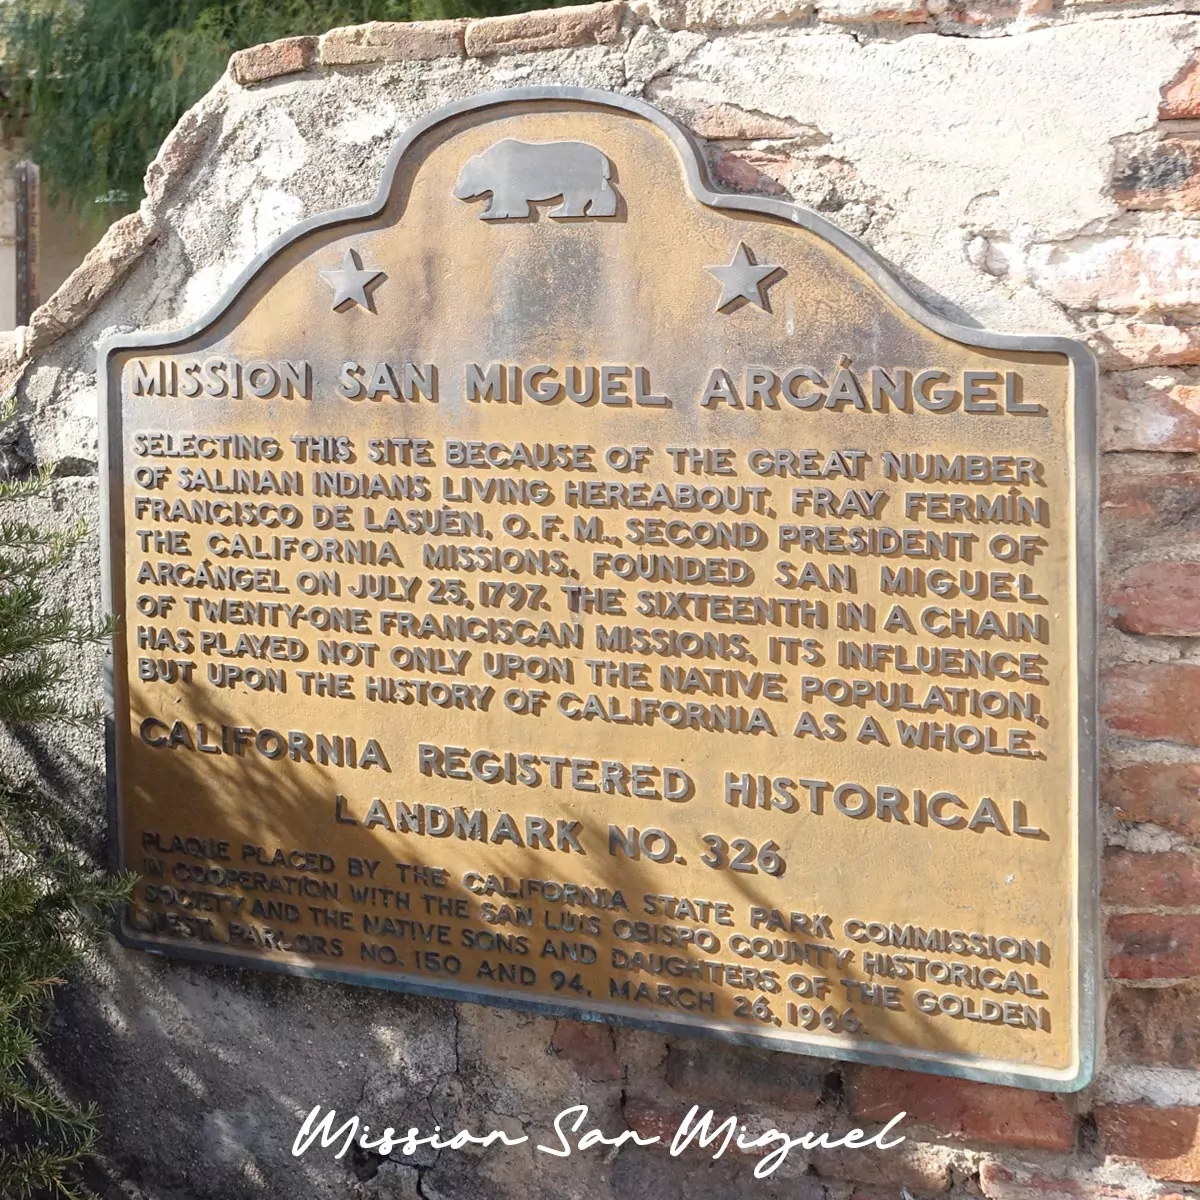 MISSION SAN MIGUEL ARCÁNGEL
SELECTING THIS SITE BECAUSE OF THE GREAT NUMBER
OF SALINAN INDIANS LIVING HEREABOUT, FRAY FERMÍN
FRANCISCO DE LASUÉN, O.F.M., SECOND PRESIDENT OF
THE CALIFORNIA MISSIONS, FOUNDED SAN MIGUEL
ARCÁNGEL ON JULY 25, 1797. THE SIXTEENTH IN A CHAIN
OF TWENTY-ONE FRANCISCAN MISSIONS, ITS INFLUENCE
HAS PLAYED NOT ONLY UPON THE NATIVE POPULATION,
BUT UPON THE HISTORY OF CALIFORNIA AS A WHOLE.
CALIFORNIA REGISTERED HISTORICAL
LANDMARK NO. 326
PLAQUE PLACED BY THE CALIFORNIA STATE PARK COMMISSION
IN COOPERATION WITH THE SAN LUIS OBISPO COUNTY HISTORICAL
SOCIETY AND THE NATIVE SONS AND DAUGHTERS OF THE GOLDEN
WEST, PARLORS NO. 150 AND 94, MARCH 26, 1966.
Mission San Miguel